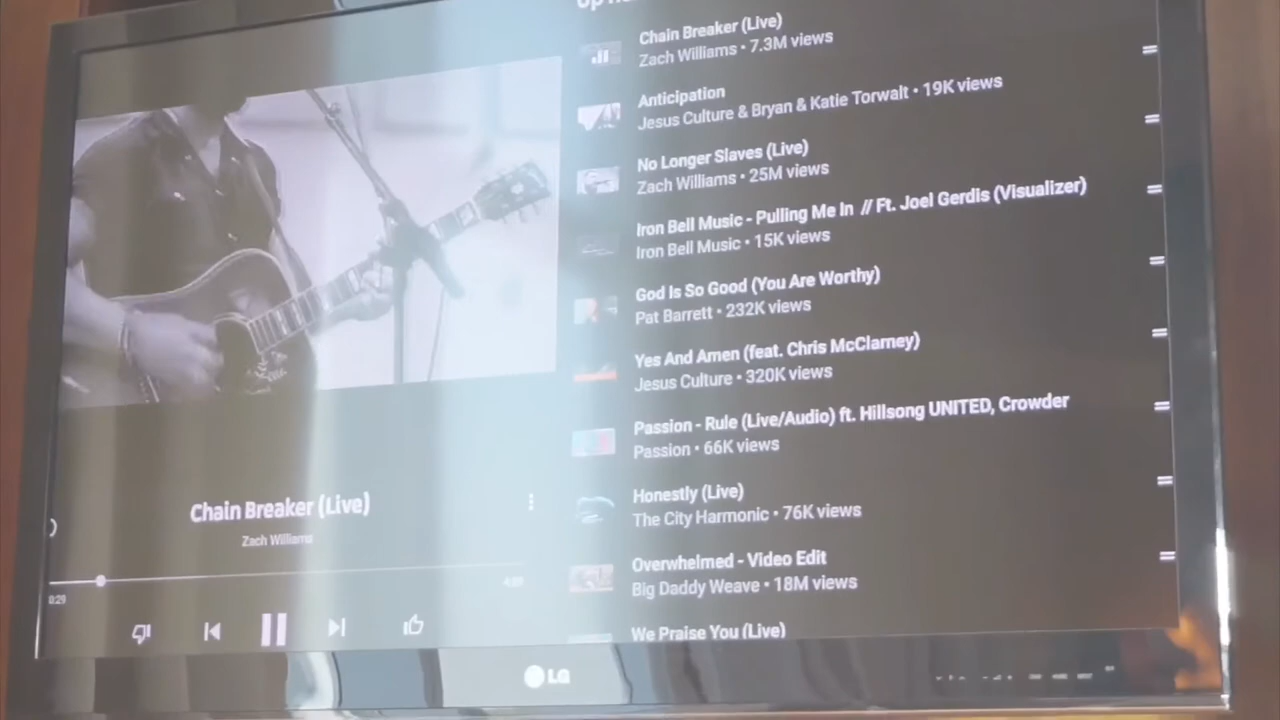 Chain Breaker (Live)
Zach Williams • 7.3M views
Anticipation
Jesus Culture & Bryan & Katie Torwalt • 19K views
No Longer Slaves (Live)
Zach Williams • 25M views
Iron Bell Music - Pulling Me In // Ft. Joel Gerdis (Visualizer)
Iron Bell Music • 15K views
God Is So Good (You Are Worthy)
Pat Barrett • 232K views
Yes And Amen (feat. Chris McClarney)
Jesus Culture • 320K views
Passion - Rule (Live/Audio) ft. Hillsong UNITED, Crowder
Passion • 66K views
Honestly (Live)
The City Harmonic • 76K views
Overwhelmed - Video Edit
Big Daddy Weave • 18M views
We Praise You (Live)
Chain Breaker (Live)
Zach Williams
0:29
LG